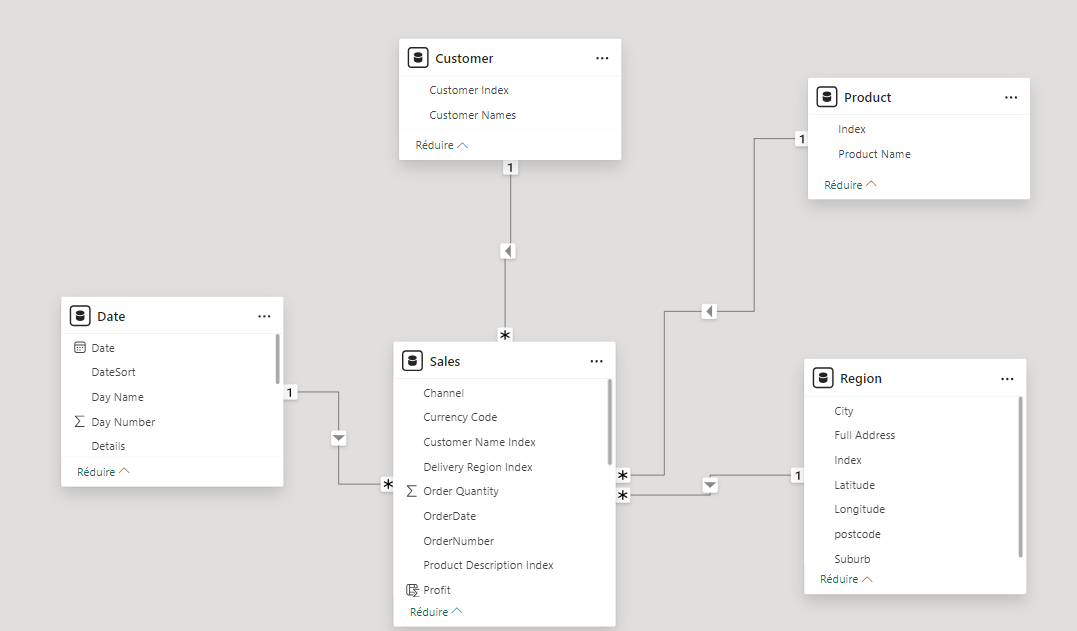 Customer
Customer Index
Customer Names
Réduire
1
*
Product
Index
Product Name
Réduire
1
*
Date
Date
DateSort
Day Name
Day Number
Details
Réduire
1
*
Sales
Channel
Currency Code
Customer Name Index
Delivery Region Index
Order Quantity
OrderDate
OrderNumber
Product Description Index
Profit
Réduire
Region
City
Full Address
Index
Latitude
Longitude
postcode
Suburb
Réduire
1
*